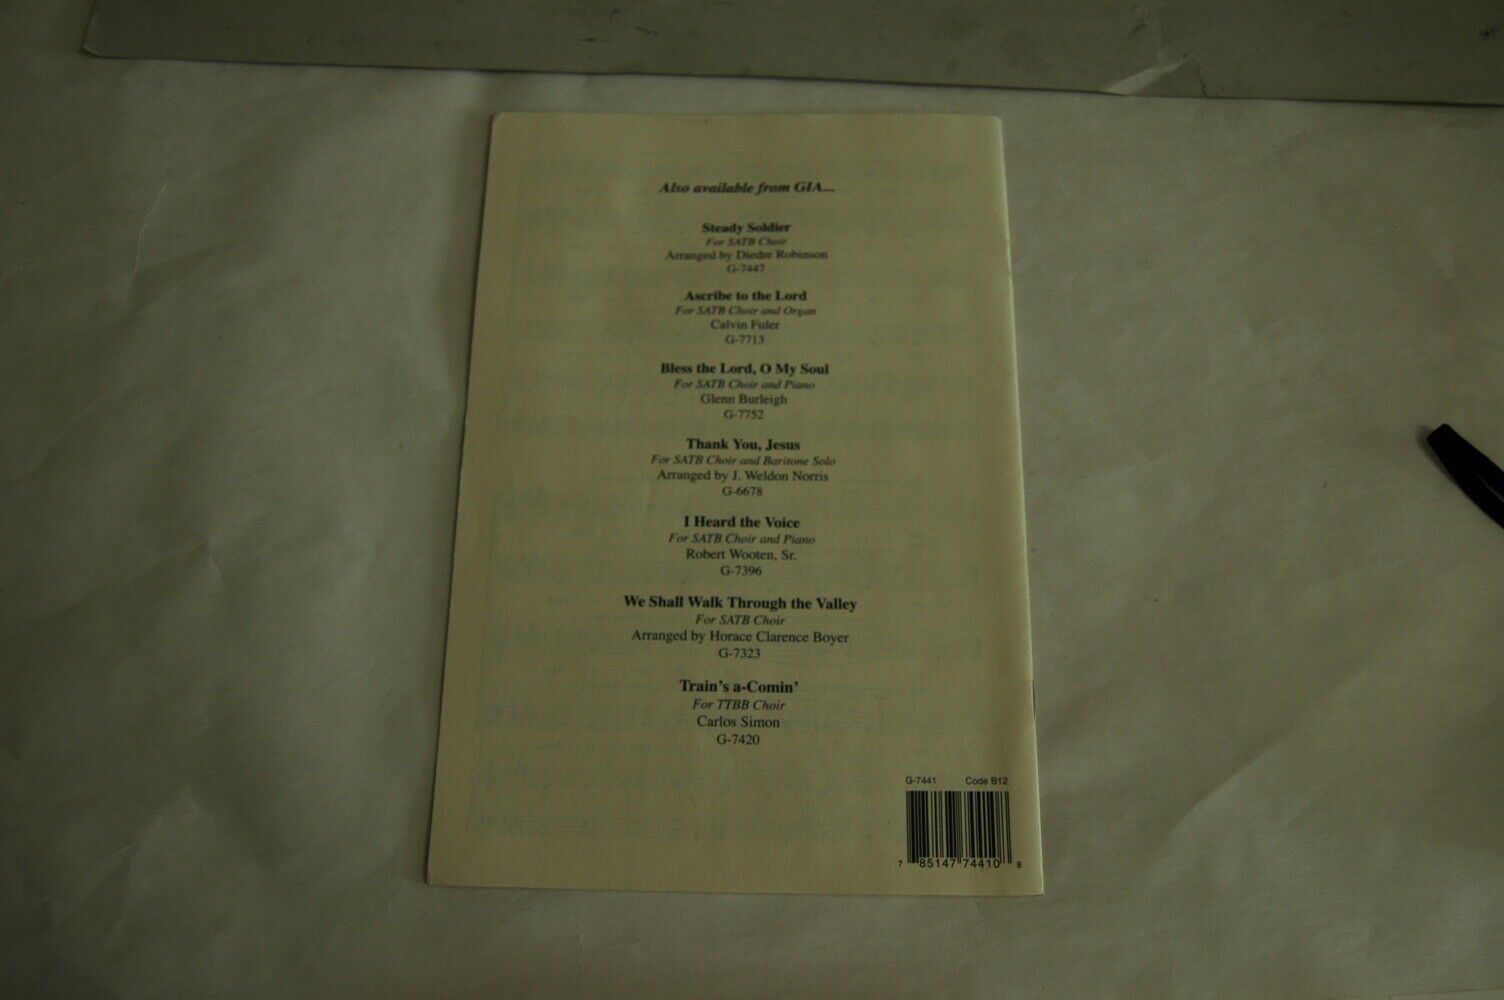 Also available from GIA...
Steady Soldier
For SATB Choir
Arranged by Diedre Robinson
G-7447
Ascribe to the Lord
For SATB Choir and Organ
Calvin Fuler
G-7713
Bless the Lord, O My Soul
For SATB Choir and Piano
Glenn Burleigh
G-7752
Thank You, Jesus
For SATB Choir and Baritone Solo
Arranged by J. Weldon Norris
G-6678
I Heard the Voice
For SATB Choir and Piano
Robert Wooten, Sr.
G-7396
We Shall Walk Through the Valley
For SATB Choir
Arranged by Horace Clarence Boyer
G-7323
Train's a-Comin'
For TTBB Choir
Carlos Simon
G-7420
G-7441 Code B12
7 85147 74410 8